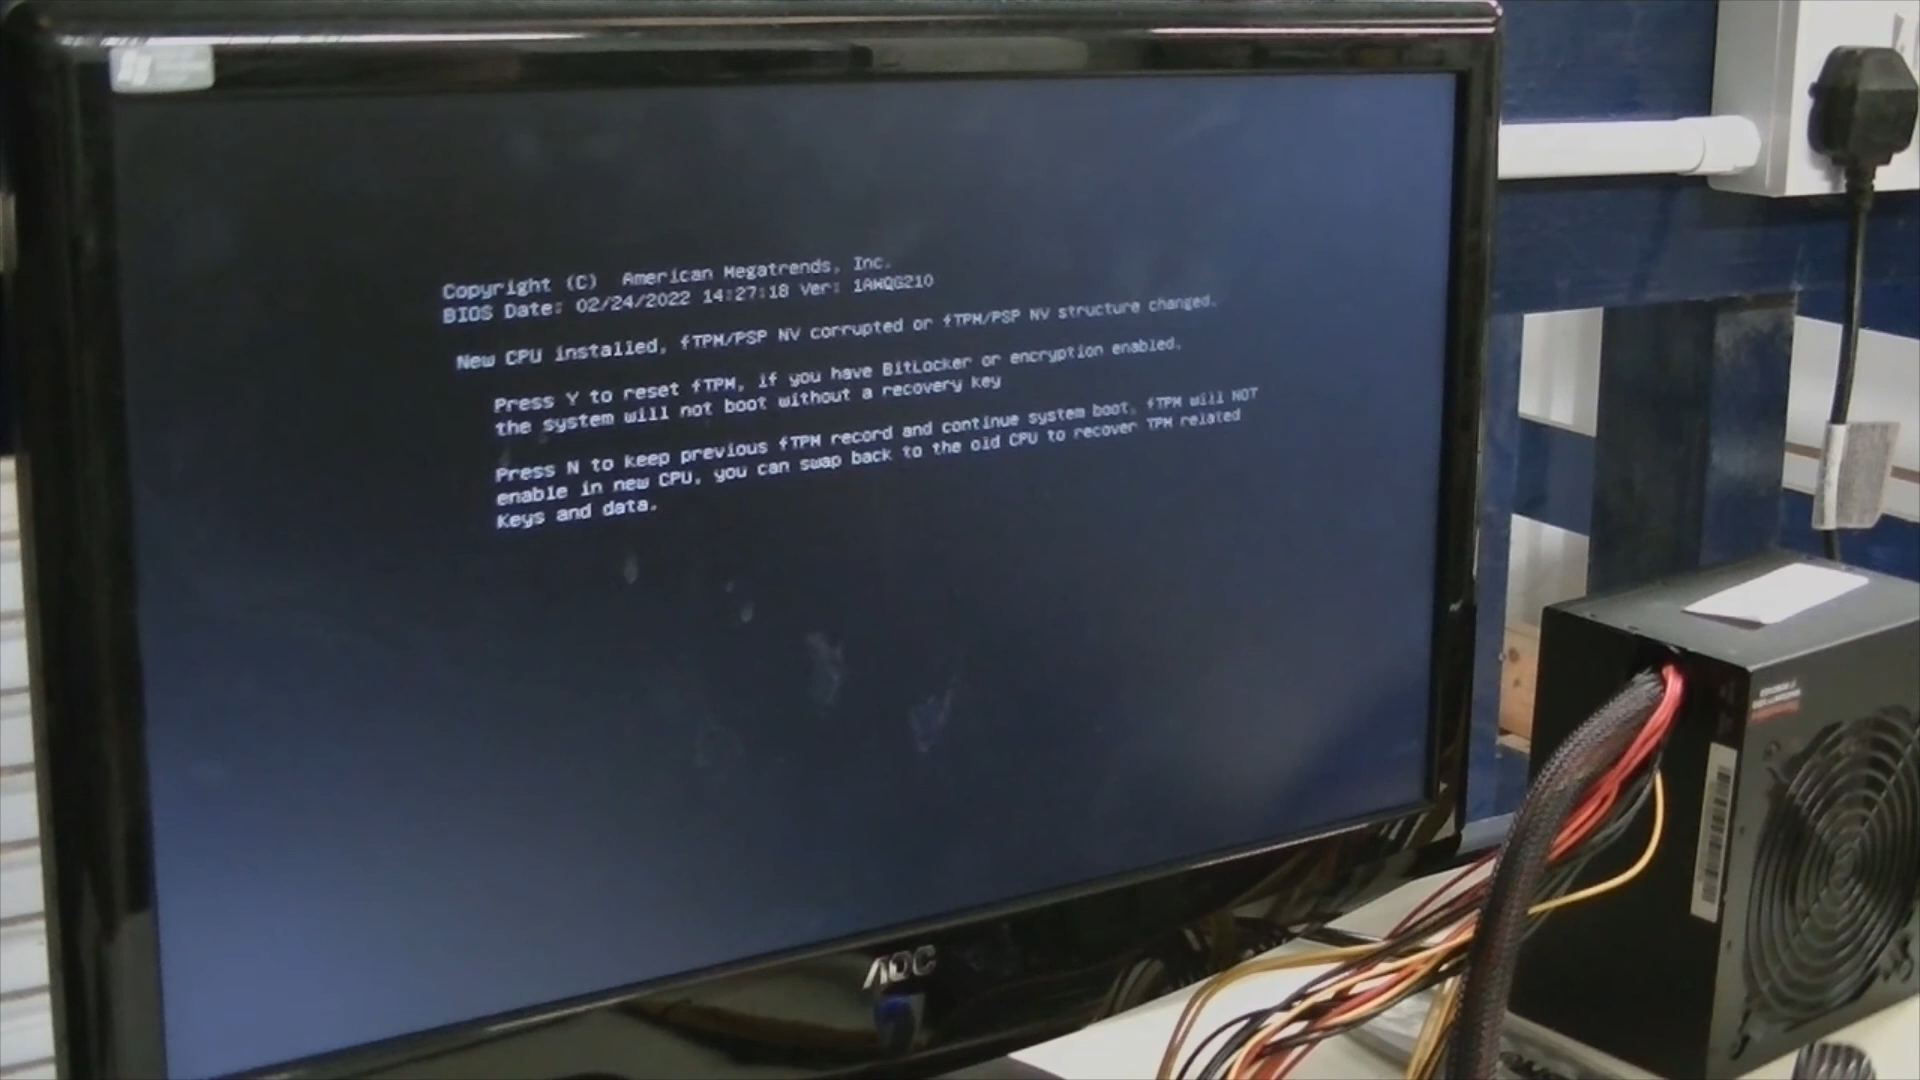 Copyright (C) American Megatrends, Inc.
BIOS Date: 02/24/2022 14:27:18 Ver: 1AWQG210
New CPU installed, fTPM/PSP NV corrupted or fTPM/PSP NV structure changed.
Press Y to reset fTPM, if you have BitLocker or encryption enabled.
the system will not boot without a recovery key
Press N to keep previous fTPM record and continue system boot. fTPM will NOT
enable in new CPU, you can swap back to the old CPU to recover TPM related
Keys and data.
AOC